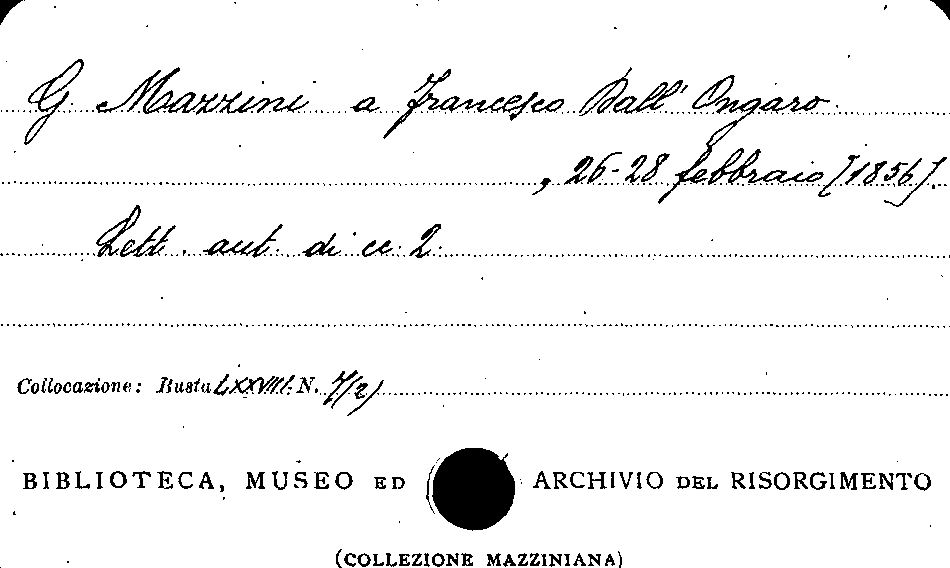 G. Mazzini a Francesco Dall' Ongaro
, 26-28 febbraio [1856].
Lett. aut. di cc. 2.
Collocazione: Busta LXXVIII. N. 7/2)
BIBLIOTECA, MUSEO ED ARCHIVIO DEL RISORGIMENTO
(COLLEZIONE MAZZINIANA)